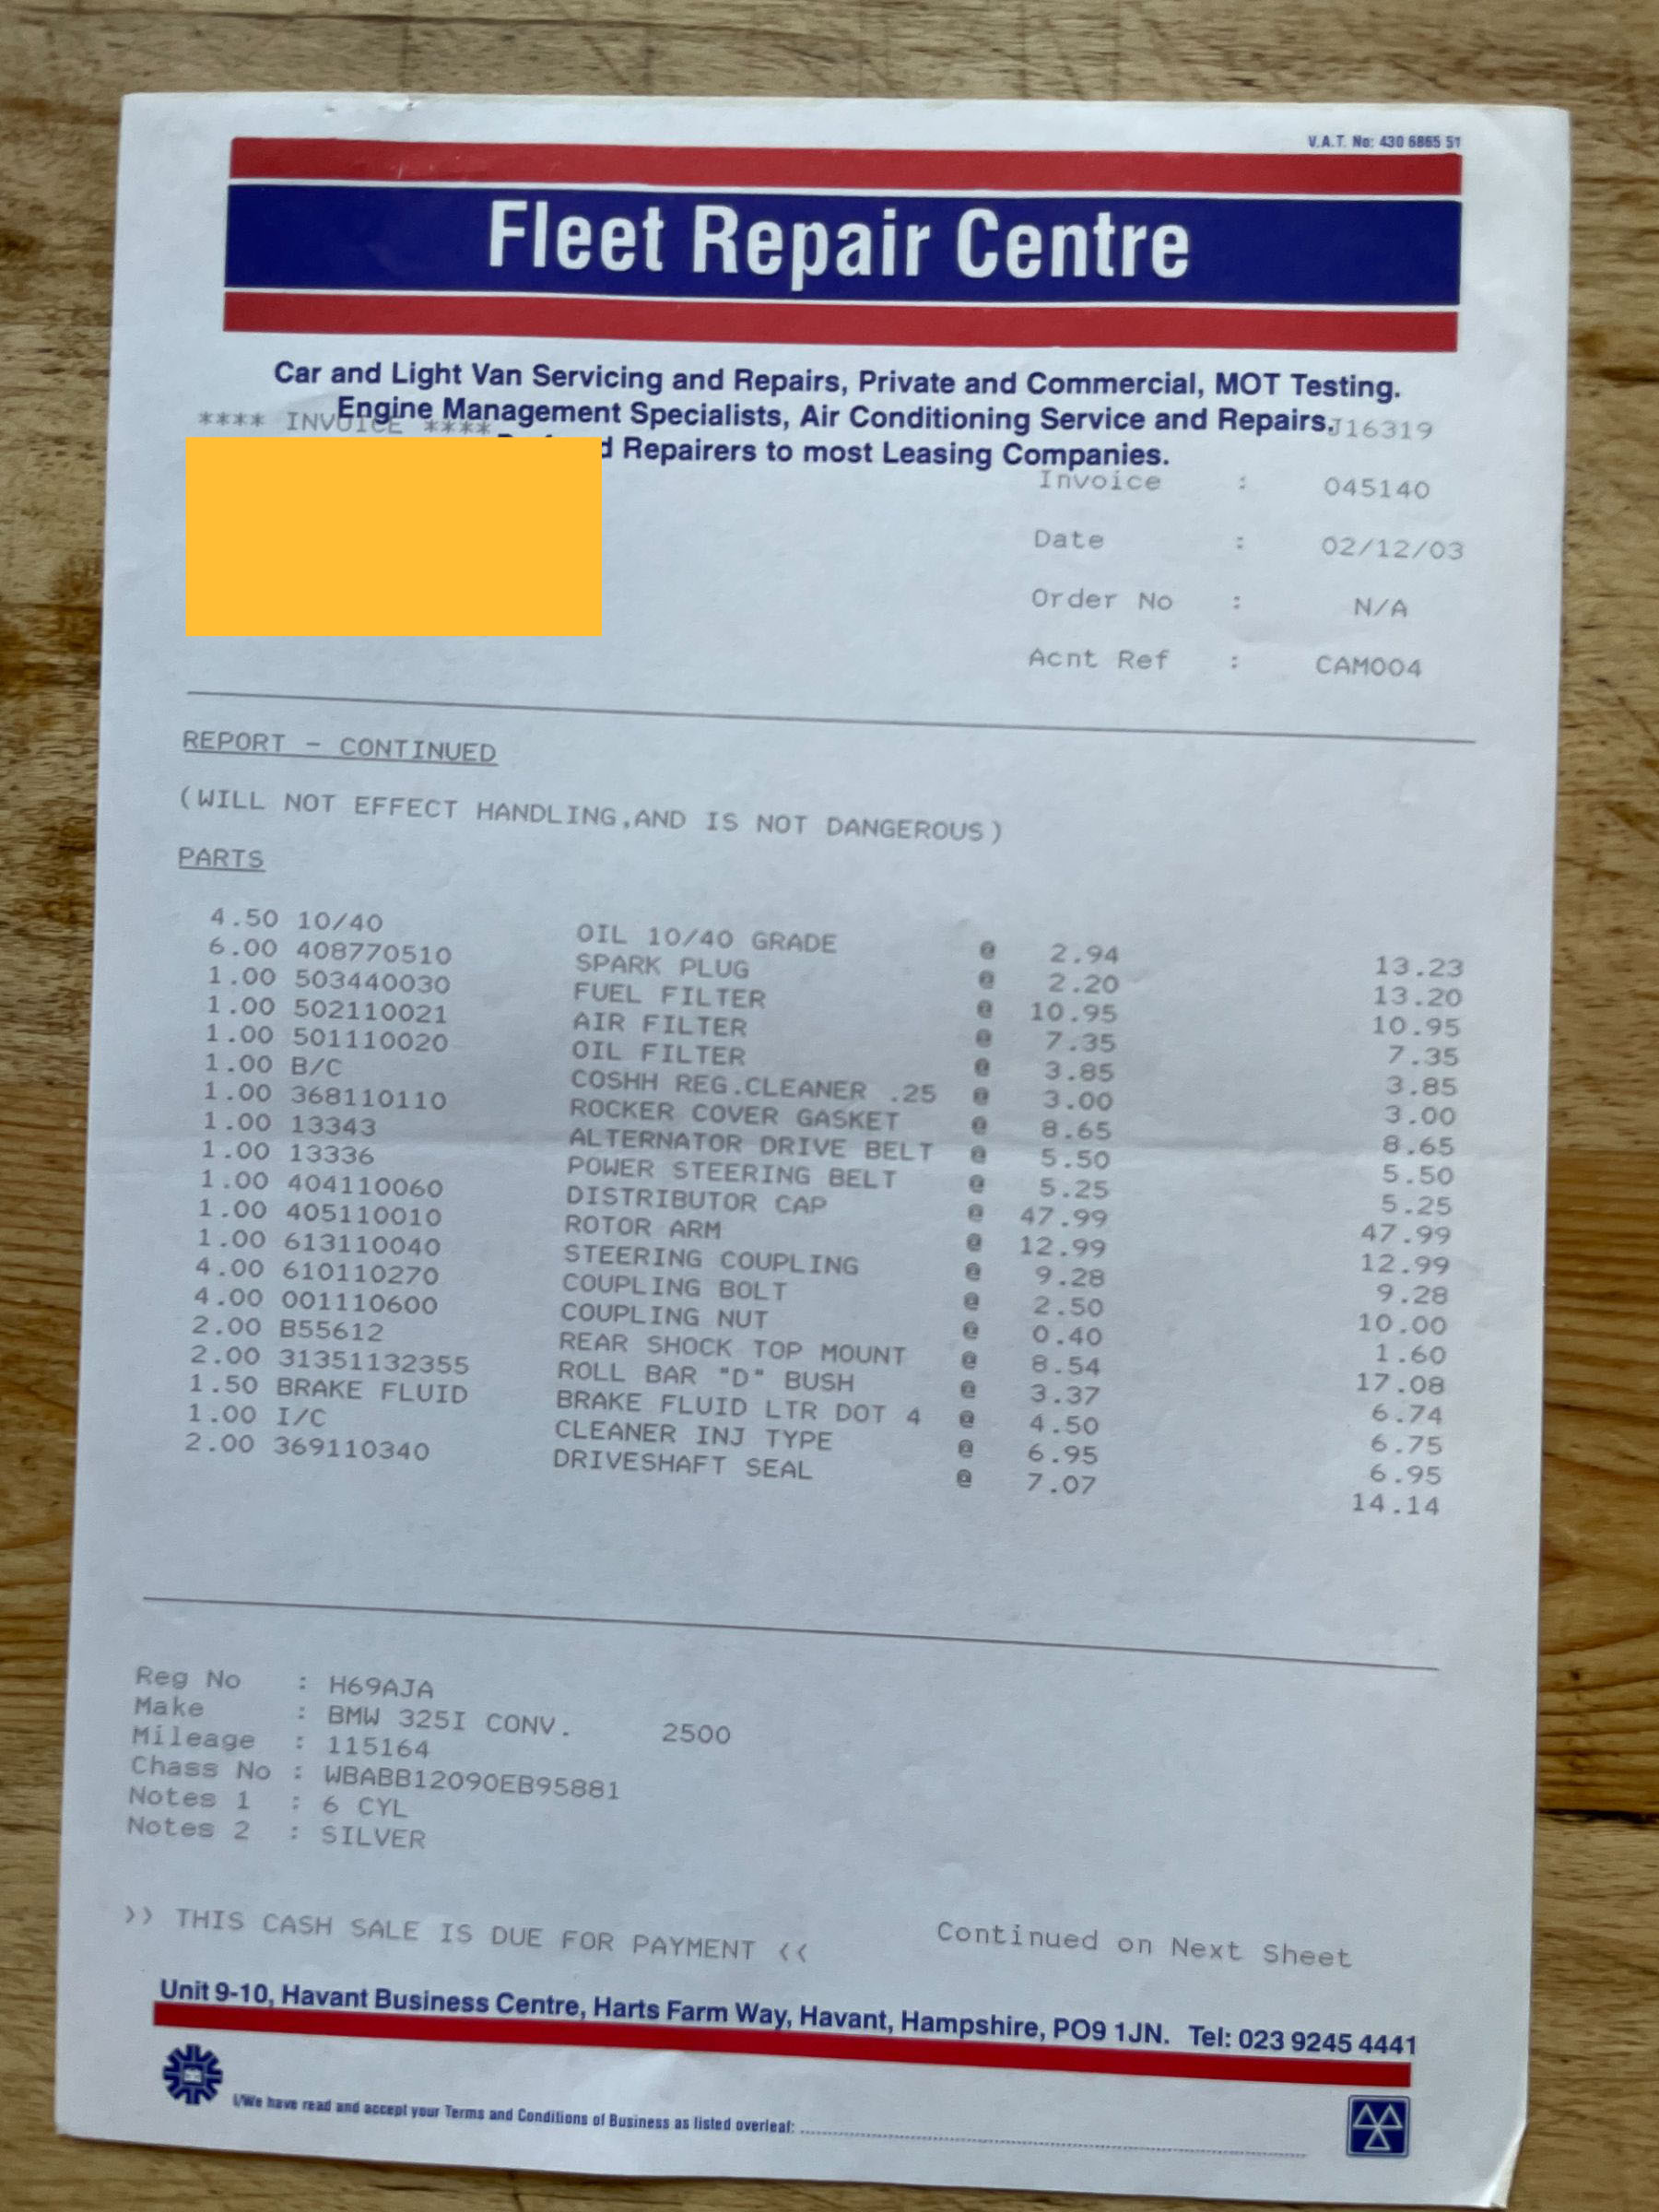 V.A.T. No: 430 6865 51
Fleet Repair Centre
Car and Light Van Servicing and Repairs, Private and Commercial, MOT Testing.
Engine Management Specialists, Air Conditioning Service and Repairs.
**** INVOICE **** J16319
Repairers to most Leasing Companies.
Invoice : 045140
Date : 02/12/03
Order No : N/A
Acnt Ref : CAM004
REPORT - CONTINUED
(WILL NOT EFFECT HANDLING,AND IS NOT DANGEROUS)
PARTS
4.50 10/40 OIL 10/40 GRADE @ 2.94 13.23
6.00 408770510 SPARK PLUG @ 2.20 13.20
1.00 503440030 FUEL FILTER @ 10.95 10.95
1.00 502110021 AIR FILTER @ 7.35 7.35
1.00 501110020 OIL FILTER @ 3.85 3.85
1.00 B/C COSHH REG.CLEANER .25 @ 3.00 3.00
1.00 368110110 ROCKER COVER GASKET @ 8.65 8.65
1.00 13343 ALTERNATOR DRIVE BELT @ 5.50 5.50
1.00 13336 POWER STEERING BELT @ 5.25 5.25
1.00 404110060 DISTRIBUTOR CAP @ 47.99 47.99
1.00 405110010 ROTOR ARM @ 12.99 12.99
1.00 613110040 STEERING COUPLING @ 9.28 9.28
4.00 610110270 COUPLING BOLT @ 2.50 10.00
4.00 001110600 COUPLING NUT @ 0.40 1.60
2.00 B55612 REAR SHOCK TOP MOUNT @ 8.54 17.08
2.00 31351132355 ROLL BAR "D" BUSH @ 3.37 6.74
1.50 BRAKE FLUID BRAKE FLUID LTR DOT 4 @ 4.50 6.75
1.00 I/C CLEANER INJ TYPE @ 6.95 6.95
2.00 369110340 DRIVESHAFT SEAL @ 7.07 14.14
Reg No : H69AJA
Make : BMW 325I CONV. 2500
Mileage : 115164
Chass No : WBABB12090EB95881
Notes 1 : 6 CYL
Notes 2 : SILVER
>> THIS CASH SALE IS DUE FOR PAYMENT << Continued on Next Sheet
Unit 9-10, Havant Business Centre, Harts Farm Way, Havant, Hampshire, PO9 1JN. Tel: 023 9245 4441
I/We have read and accept your Terms and Conditions of Business as listed overleaf: